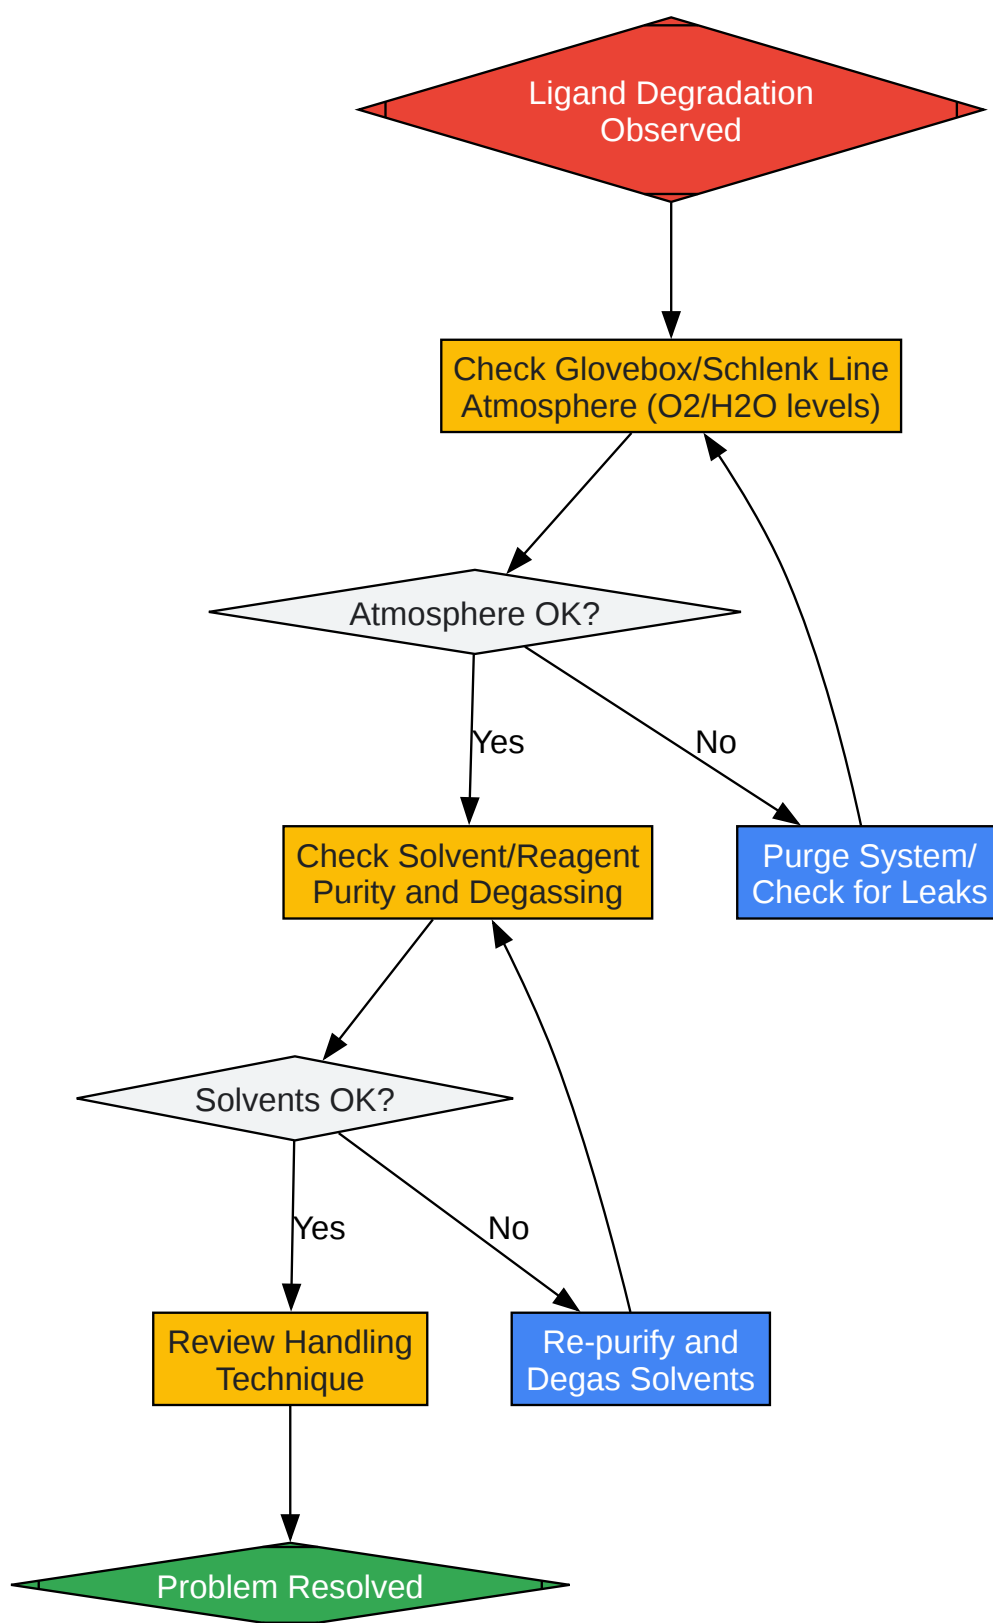 Ligand Degradation
Observed
Check Glovebox/Schlenk Line
Atmosphere (O2/H2O levels)
Atmosphere OK?
Yes
No
Check Solvent/Reagent
Purity and Degassing
Purge System/
Check for Leaks
Solvents OK?
Yes
No
Review Handling
Technique
Re-purify and
Degas Solvents
Problem Resolved